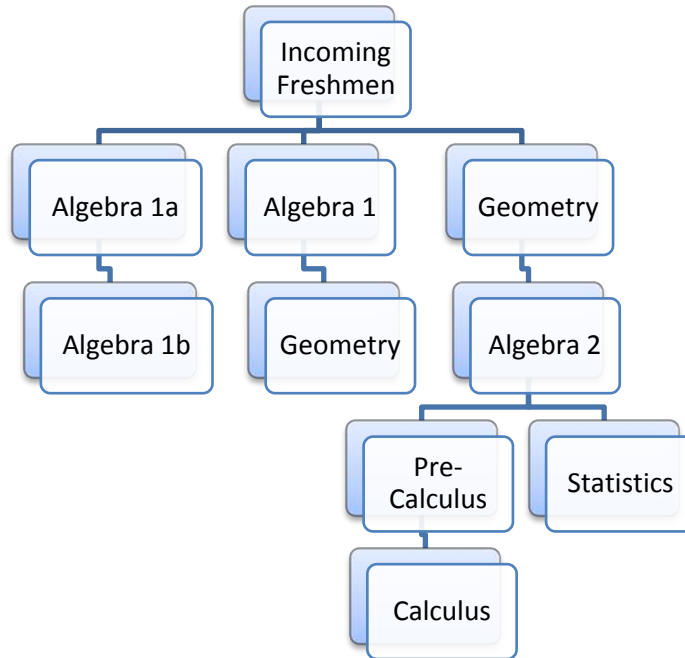 Incoming
Freshmen
Algebra 1a
Algebra 1
Geometry
Algebra 1b
Geometry
Algebra 2
Pre-
Calculus
Statistics
Calculus